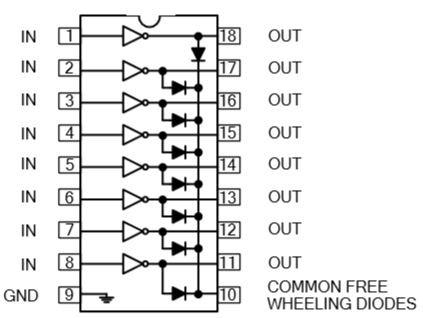 IN 1 18 OUT
IN 2 17 OUT
IN 3 16 OUT
IN 4 15 OUT
IN 5 14 OUT
IN 6 13 OUT
IN 7 12 OUT
IN 8 11 OUT
GND 9 10 COMMON FREE
WHEELING DIODES